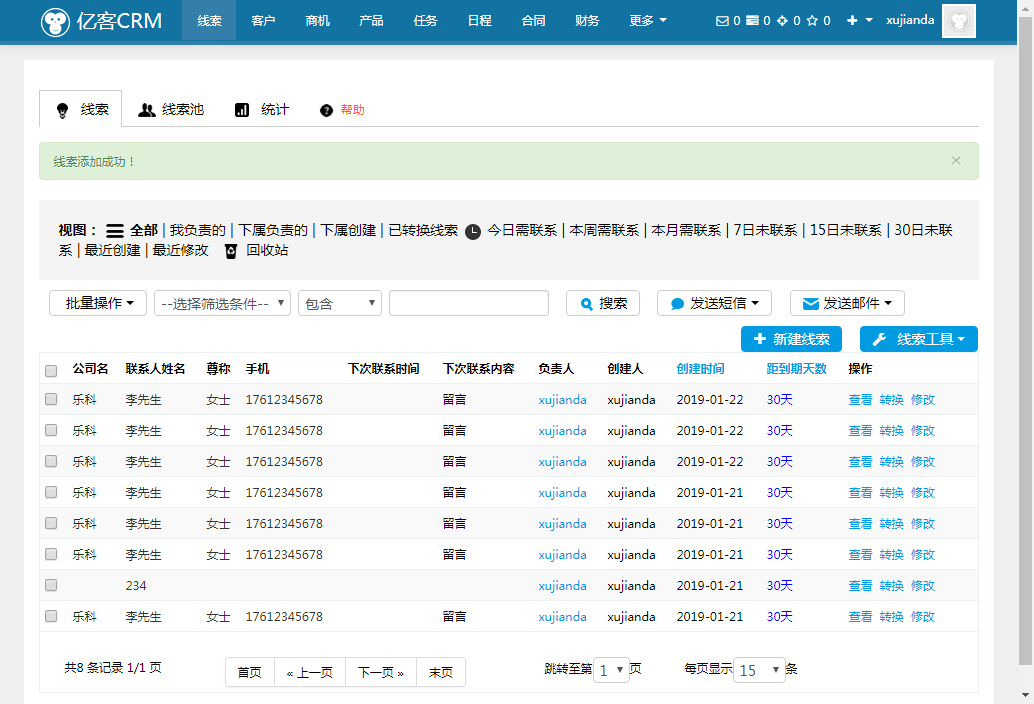 亿客CRM 线索 客户 商机 产品 任务 日程 合同 财务 更多 0 0 0 0 xujianda
线索 线索池 统计 帮助
线索添加成功！ ×
视图： 全部 | 我负责的 | 下属负责的 | 下属创建 | 已转换线索 今日需联系 | 本周需联系 | 本月需联系 | 7日未联系 | 15日未联系 | 30日未联
系 | 最近创建 | 最近修改 回收站
批量操作 --选择筛选条件-- 包含 搜索 发送短信 发送邮件
新建线索 线索工具
公司名 联系人姓名 尊称 手机 下次联系时间 下次联系内容 负责人 创建人 创建时间 距到期天数 操作
乐科 李先生 女士 17612345678 留言 xujianda xujianda 2019-01-22 30天 查看 转换 修改
乐科 李先生 女士 17612345678 留言 xujianda xujianda 2019-01-22 30天 查看 转换 修改
乐科 李先生 女士 17612345678 留言 xujianda xujianda 2019-01-22 30天 查看 转换 修改
乐科 李先生 女士 17612345678 留言 xujianda xujianda 2019-01-21 30天 查看 转换 修改
乐科 李先生 女士 17612345678 留言 xujianda xujianda 2019-01-21 30天 查看 转换 修改
乐科 李先生 女士 17612345678 留言 xujianda xujianda 2019-01-21 30天 查看 转换 修改
234 xujianda xujianda 2019-01-21 30天 查看 转换 修改
乐科 李先生 女士 17612345678 留言 xujianda xujianda 2019-01-21 30天 查看 转换 修改
共8 条记录 1/1 页 首页 « 上一页 下一页 » 末页 跳转至第 1 页 每页显示 15 条